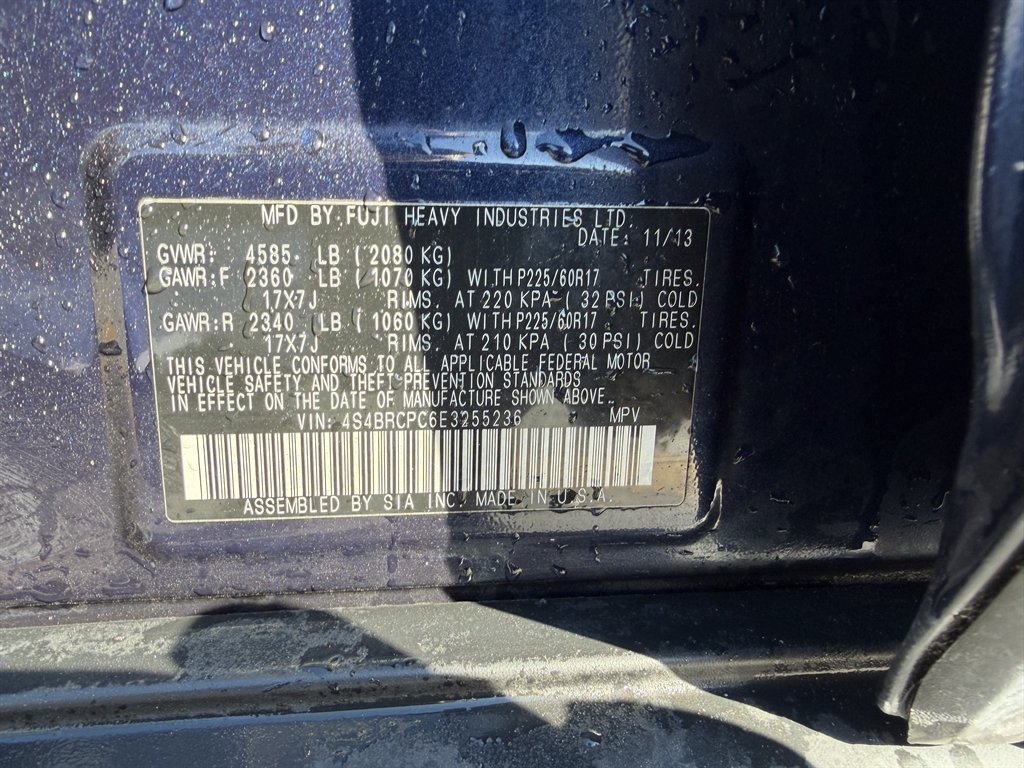 MFD BY FUJI HEAVY INDUSTRIES LTD.
DATE: 11/13
GVWR: 4585 LB ( 2080 KG)
GAWR:F 2360 LB ( 1070 KG) WITH P225/60R17 TIRES.
17X7J RIMS. AT 220 KPA ( 32 PSI) COLD
GAWR:R 2340 LB ( 1060 KG) WITH P225/60R17 TIRES.
17X7J RIMS. AT 210 KPA ( 30 PSI) COLD
THIS VEHICLE CONFORMS TO ALL APPLICABLE FEDERAL MOTOR
VEHICLE SAFETY AND THEFT PREVENTION STANDARDS
IN EFFECT ON THE DATE OF MANUFACTURE SHOWN ABOVE.
VIN: 4S4BRCPC6E3255236 MPV
ASSEMBLED BY SIA INC. MADE IN U.S.A.